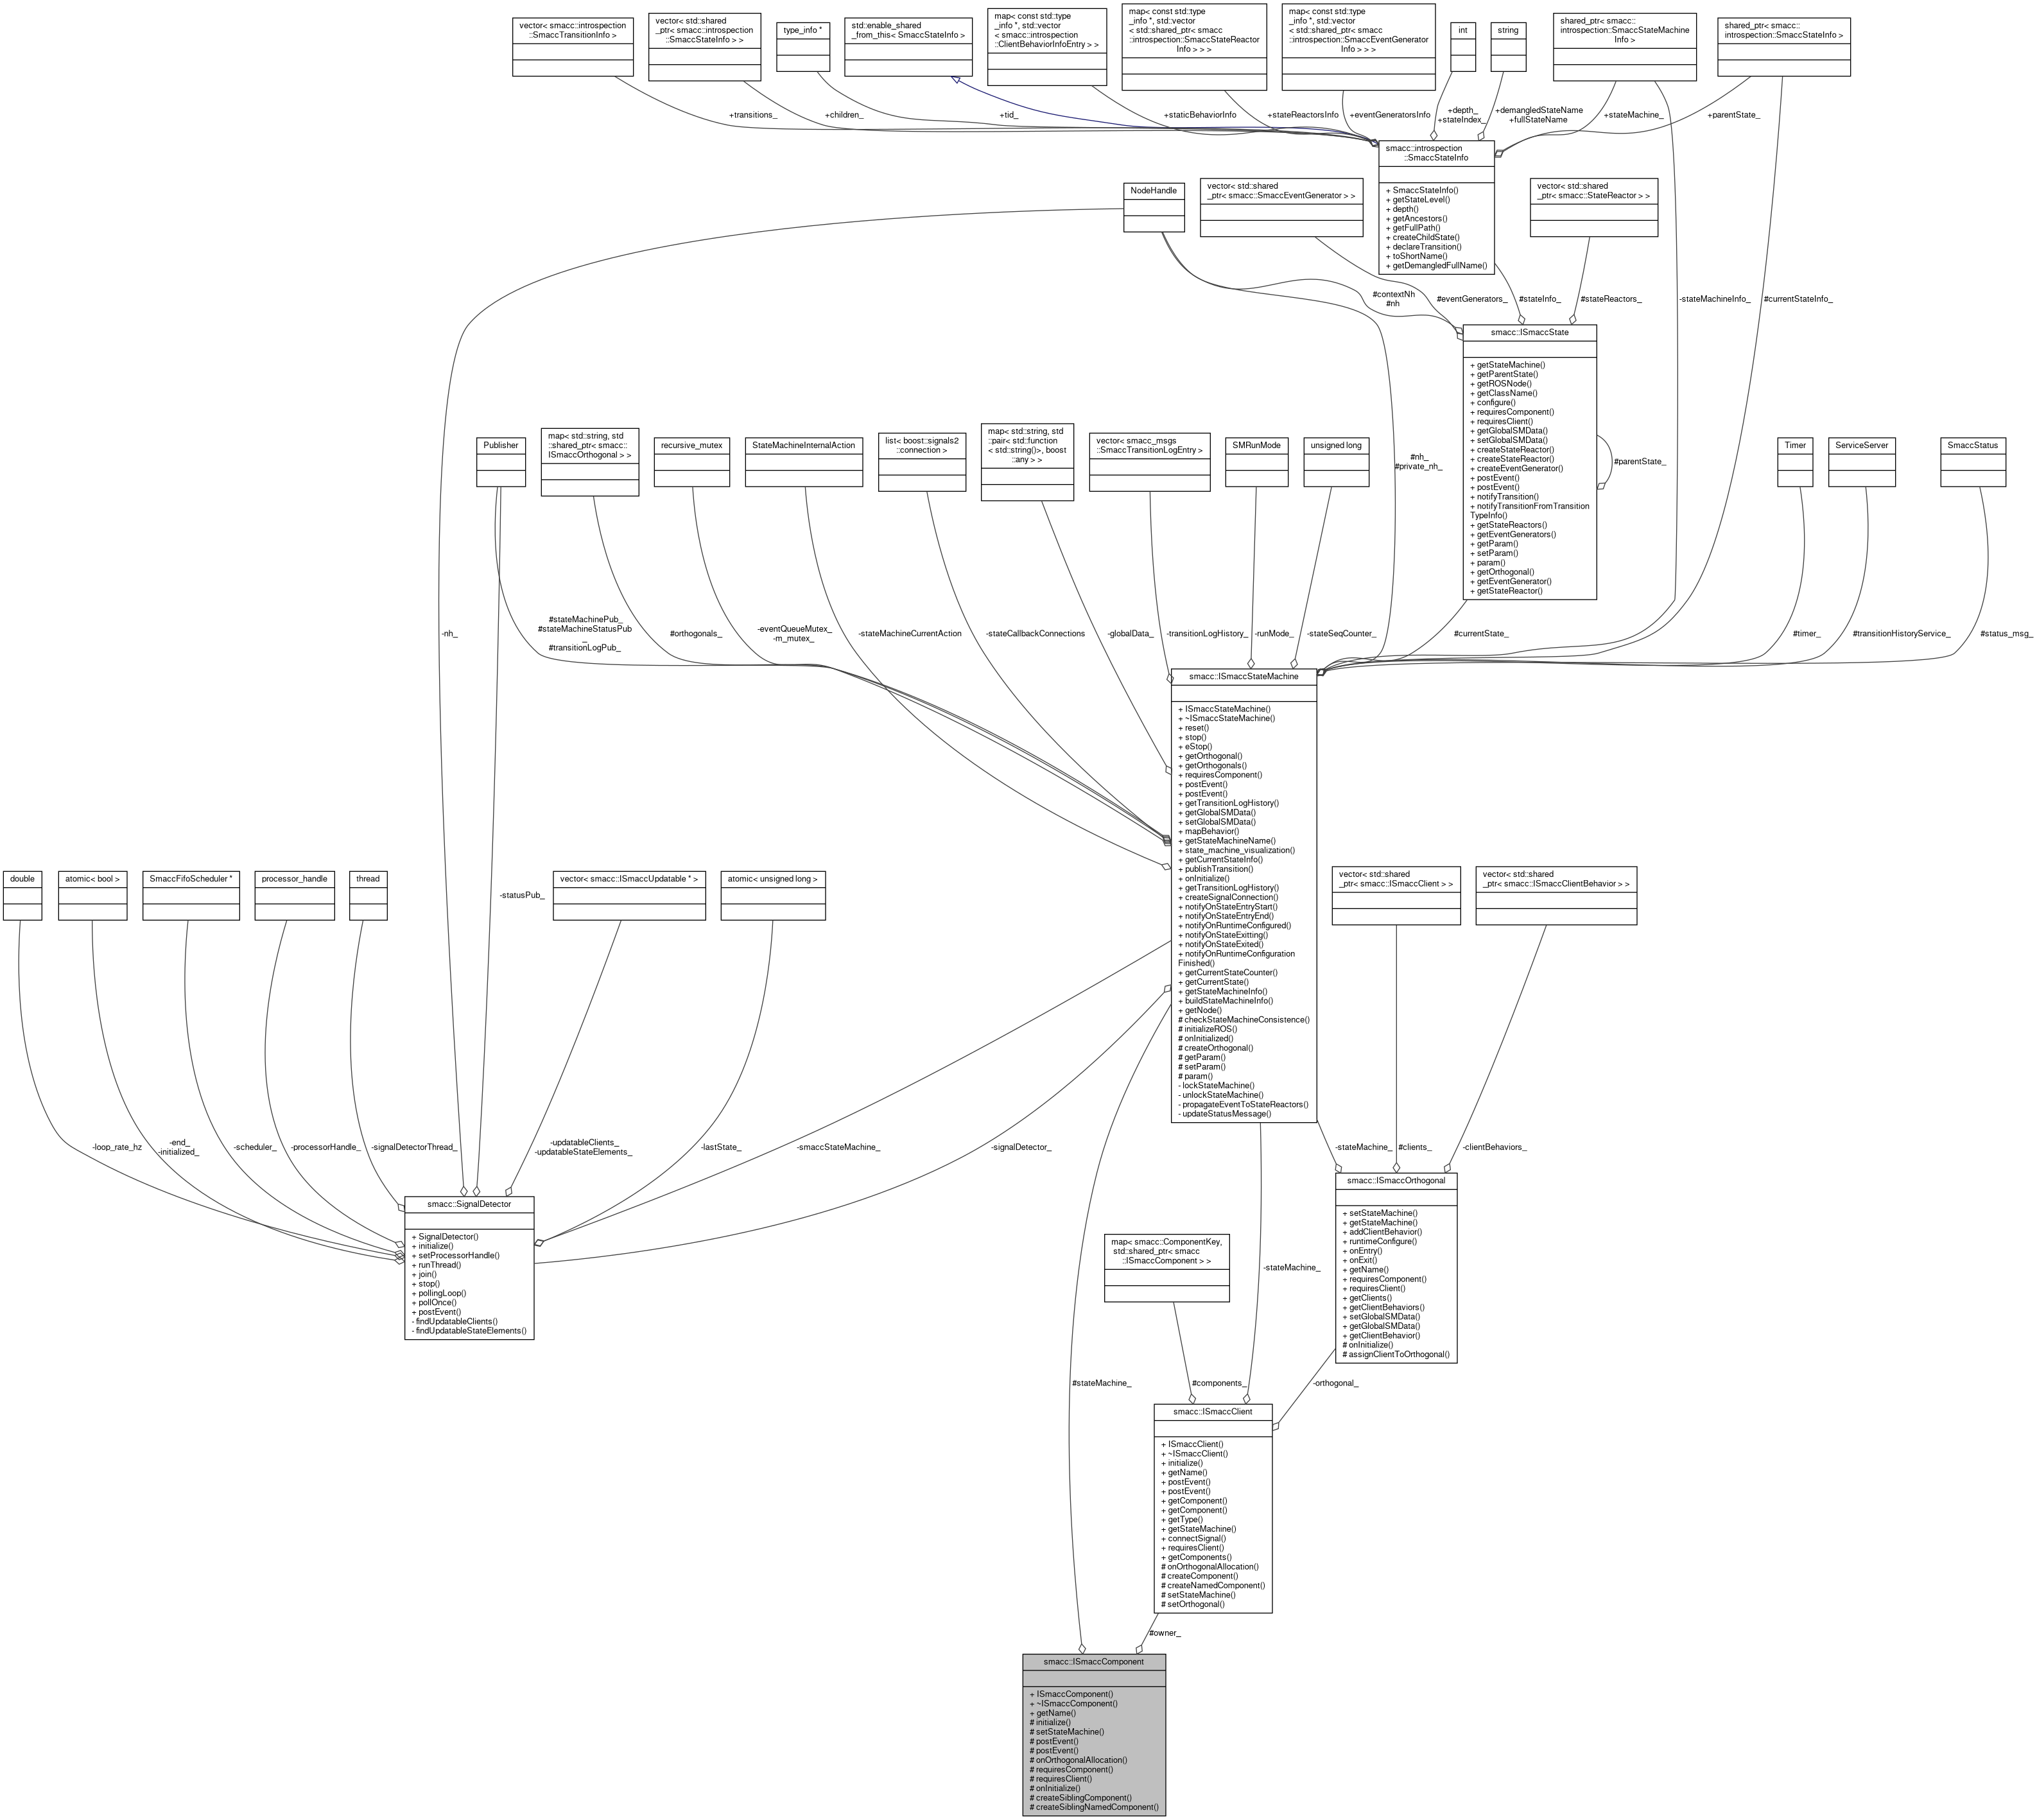 vector< smacc::introspection
::SmaccTransitionInfo >
vector< std::shared
_ptr< smacc::introspection
::SmaccStateInfo > >
type_info *
std::enable_shared
_from_this< SmaccStateInfo >
map< const std::type
_info *, std::vector
< smacc::introspection
::ClientBehaviorInfoEntry > >
map< const std::type
_info *, std::vector
< std::shared_ptr< smacc
::introspection::SmaccStateReactor
Info > > >
map< const std::type
_info *, std::vector
< std::shared_ptr< smacc
::introspection::SmaccEventGenerator
Info > > >
int
string
shared_ptr< smacc::
introspection::SmaccStateMachine
Info >
shared_ptr< smacc::
introspection::SmaccStateInfo >
+transitions_
+children_
+tid_
+staticBehaviorInfo
+stateReactorsInfo
+eventGeneratorsInfo
+depth_
+stateIndex_
+demangledStateName
+fullStateName
+stateMachine_
+parentState_
smacc::introspection
::SmaccStateInfo
+ SmaccStateInfo()
+ getStateLevel()
+ depth()
+ getAncestors()
+ getFullPath()
+ createChildState()
+ declareTransition()
+ toShortName()
+ getDemangledFullName()
NodeHandle
vector< std::shared
_ptr< smacc::SmaccEventGenerator > >
vector< std::shared
_ptr< smacc::StateReactor > >
#contextNh
#nh
#eventGenerators_
#stateInfo_
#stateReactors_
-stateMachineInfo_
#currentStateInfo_
smacc::ISmaccState
+ getStateMachine()
+ getParentState()
+ getROSNode()
+ getClassName()
+ configure()
+ requiresComponent()
+ requiresClient()
+ getGlobalSMData()
+ setGlobalSMData()
+ createStateReactor()
+ createStateReactor()
+ createEventGenerator()
+ postEvent()
+ postEvent()
+ notifyTransition()
+ notifyTransitionFromTransition
TypeInfo()
+ getStateReactors()
+ getEventGenerators()
+ getParam()
+ setParam()
+ param()
+ getOrthogonal()
+ getEventGenerator()
+ getStateReactor()
#parentState_
Publisher
map< std::string, std
::shared_ptr< smacc::
ISmaccOrthogonal > >
recursive_mutex
StateMachineInternalAction
list< boost::signals2
::connection >
map< std::string, std
::pair< std::function
< std::string()>, boost
::any > >
vector< smacc_msgs
::SmaccTransitionLogEntry >
SMRunMode
unsigned long
#nh_
#private_nh_
Timer
ServiceServer
SmaccStatus
-nh_
#stateMachinePub_
#stateMachineStatusPub
_
#transitionLogPub_
#orthogonals_
-eventQueueMutex_
-m_mutex_
-stateMachineCurrentAction
-stateCallbackConnections
-globalData_
-transitionLogHistory_
-runMode_
-stateSeqCounter_
#currentState_
#timer_
#transitionHistoryService_
#status_msg_
smacc::ISmaccStateMachine
+ ISmaccStateMachine()
+ ~ISmaccStateMachine()
+ reset()
+ stop()
+ eStop()
+ getOrthogonal()
+ getOrthogonals()
+ requiresComponent()
+ postEvent()
+ postEvent()
+ getTransitionLogHistory()
+ getGlobalSMData()
+ setGlobalSMData()
+ mapBehavior()
+ getStateMachineName()
+ state_machine_visualization()
+ getCurrentStateInfo()
+ publishTransition()
+ onInitialize()
+ getTransitionLogHistory()
+ createSignalConnection()
+ notifyOnStateEntryStart()
+ notifyOnStateEntryEnd()
+ notifyOnRuntimeConfigured()
+ notifyOnStateExitting()
+ notifyOnStateExited()
+ notifyOnRuntimeConfiguration
Finished()
+ getCurrentStateCounter()
+ getCurrentState()
+ getStateMachineInfo()
+ buildStateMachineInfo()
+ getNode()
# checkStateMachineConsistence()
# initializeROS()
# onInitialized()
# createOrthogonal()
# getParam()
# setParam()
# param()
- lockStateMachine()
- unlockStateMachine()
- propagateEventToStateReactors()
- updateStatusMessage()
double
atomic< bool >
SmaccFifoScheduler *
processor_handle
thread
-statusPub_
vector< smacc::ISmaccUpdatable * >
atomic< unsigned long >
vector< std::shared
_ptr< smacc::ISmaccClient > >
vector< std::shared
_ptr< smacc::ISmaccClientBehavior > >
-loop_rate_hz
-end_
-initialized_
-scheduler_
-processorHandle_
-signalDetectorThread_
-updatableClients_
-updatableStateElements_
-lastState_
-smaccStateMachine_
-signalDetector_
-stateMachine_
#clients_
-clientBehaviors_
smacc::SignalDetector
+ SignalDetector()
+ initialize()
+ setProcessorHandle()
+ runThread()
+ join()
+ stop()
+ pollingLoop()
+ pollOnce()
+ postEvent()
- findUpdatableClients()
- findUpdatableStateElements()
smacc::ISmaccOrthogonal
+ setStateMachine()
+ getStateMachine()
+ addClientBehavior()
+ runtimeConfigure()
+ onEntry()
+ onExit()
+ getName()
+ requiresComponent()
+ requiresClient()
+ getClients()
+ getClientBehaviors()
+ setGlobalSMData()
+ getGlobalSMData()
+ getClientBehavior()
# onInitialize()
# assignClientToOrthogonal()
map< smacc::ComponentKey,
std::shared_ptr< smacc
::ISmaccComponent > >
-stateMachine_
#stateMachine_
#components_
-orthogonal_
smacc::ISmaccClient
+ ISmaccClient()
+ ~ISmaccClient()
+ initialize()
+ getName()
+ postEvent()
+ postEvent()
+ getComponent()
+ getComponent()
+ getType()
+ getStateMachine()
+ connectSignal()
+ requiresClient()
+ getComponents()
# onOrthogonalAllocation()
# createComponent()
# createNamedComponent()
# setStateMachine()
# setOrthogonal()
#owner_
smacc::ISmaccComponent
+ ISmaccComponent()
+ ~ISmaccComponent()
+ getName()
# initialize()
# setStateMachine()
# postEvent()
# postEvent()
# onOrthogonalAllocation()
# requiresComponent()
# requiresClient()
# onInitialize()
# createSiblingComponent()
# createSiblingNamedComponent()